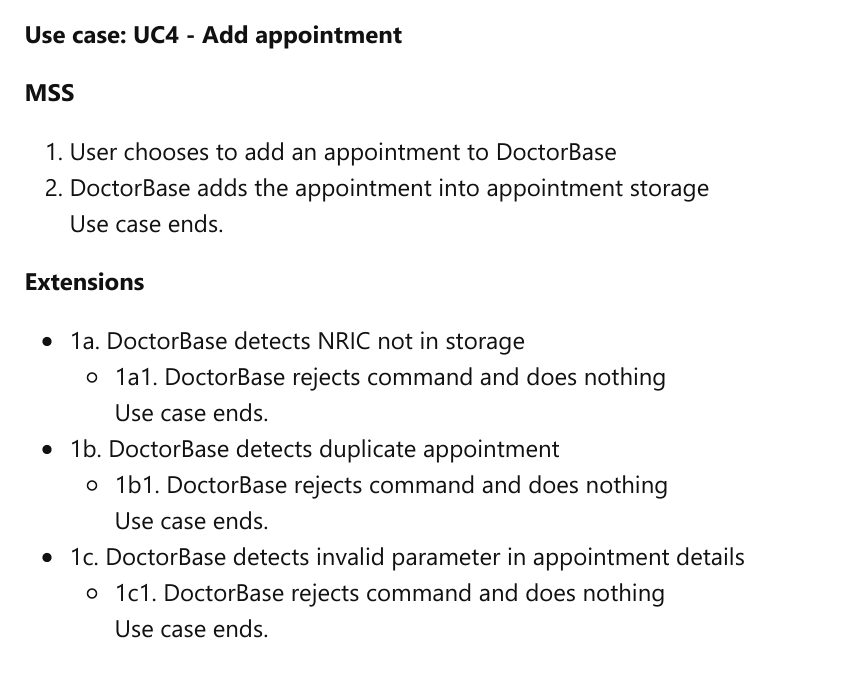 Use case: UC4 - Add appointment
MSS
1. User chooses to add an appointment to DoctorBase
2. DoctorBase adds the appointment into appointment storage
Use case ends.
Extensions
• 1a. DoctorBase detects NRIC not in storage
○ 1a1. DoctorBase rejects command and does nothing
Use case ends.
• 1b. DoctorBase detects duplicate appointment
○ 1b1. DoctorBase rejects command and does nothing
Use case ends.
• 1c. DoctorBase detects invalid parameter in appointment details
○ 1c1. DoctorBase rejects command and does nothing
Use case ends.